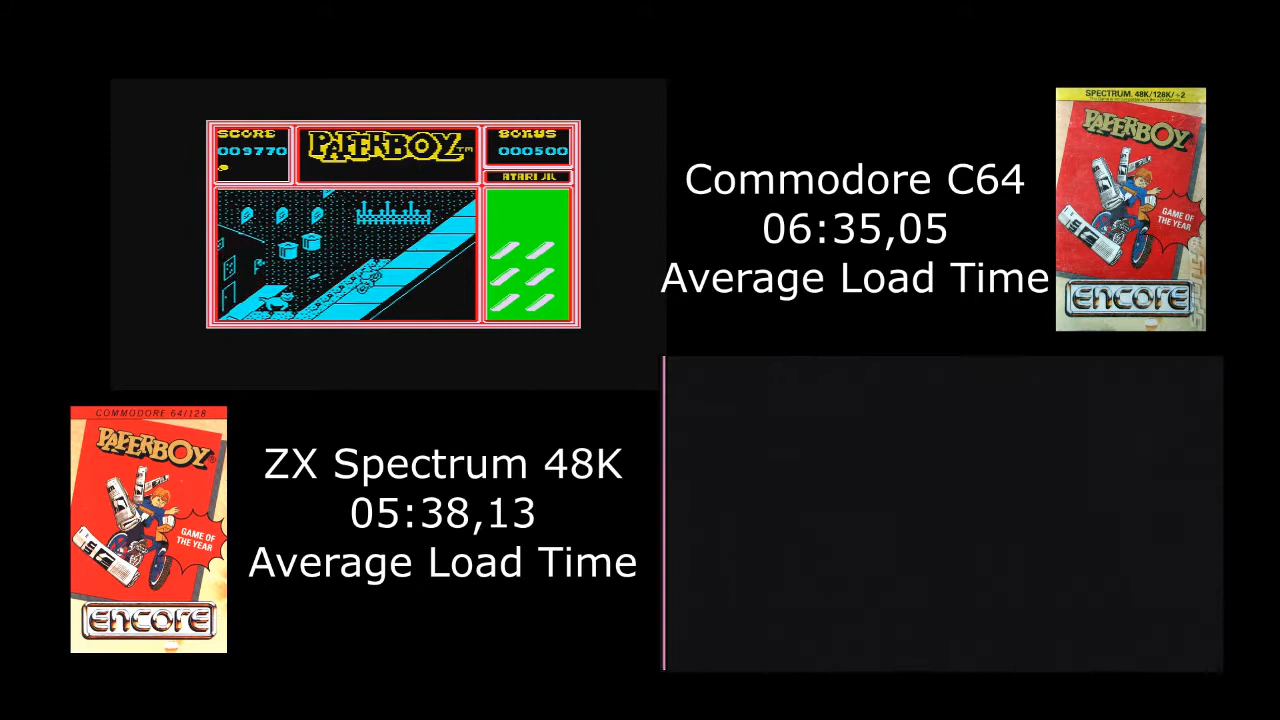 SCORE
009770
PAPERBOY™
BONUS
000500
ATARI JR.
Commodore C64
06:35,05
Average Load Time
SPECTRUM 48K/128K/+2
PAPERBOY
GAME OF
THE YEAR
ENCORE
COMMODORE 64/128
PAPERBOY
GAME OF
THE YEAR
ENCORE
ZX Spectrum 48K
05:38,13
Average Load Time